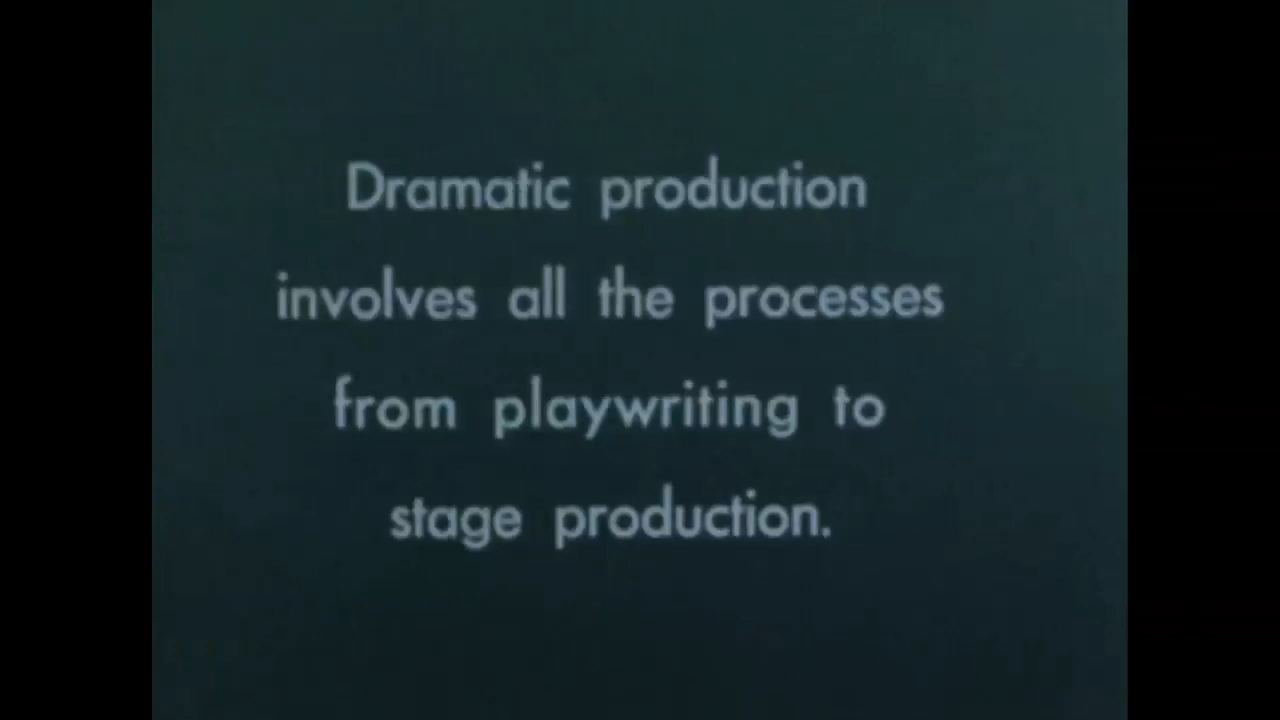 Dramatic production
involves all the processes
from playwriting to
stage production.